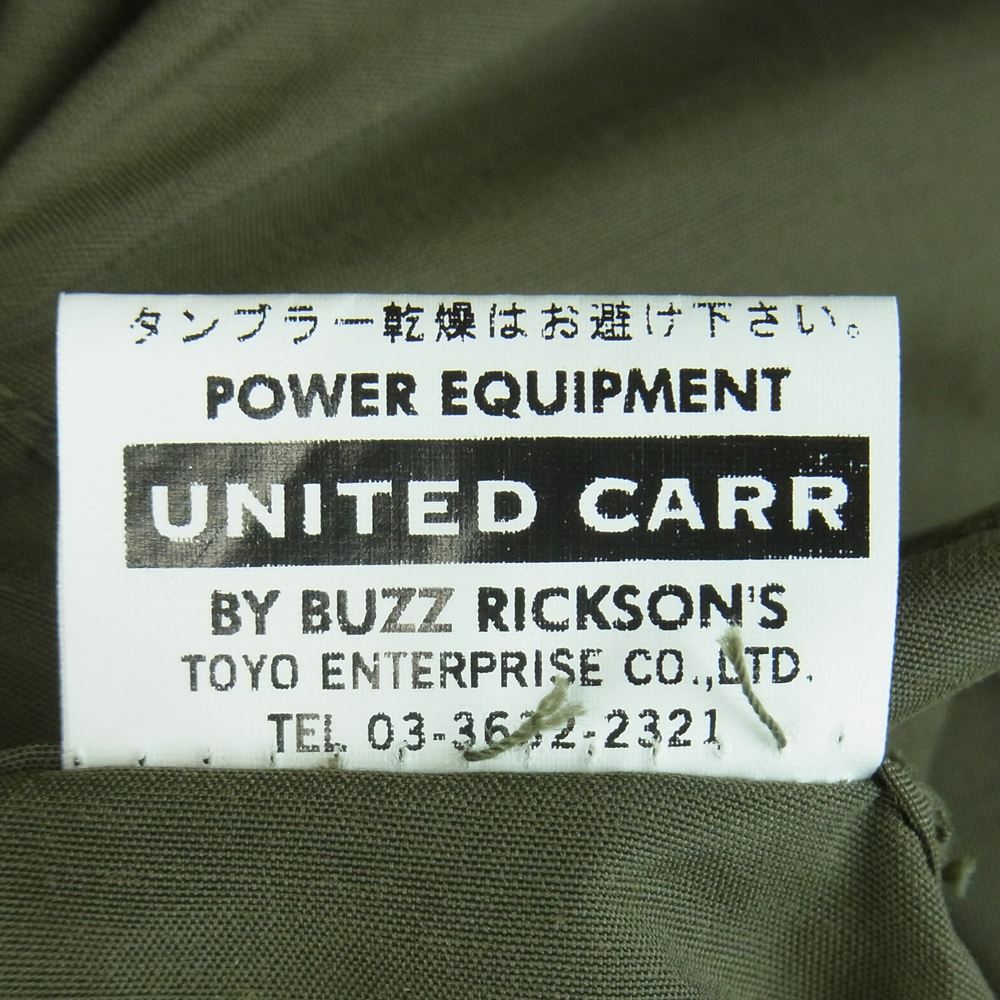 タンブラー乾燥はお避け下さい。
POWER EQUIPMENT
UNITED CARR
BY BUZZ RICKSON'S
TOYO ENTERPRISE CO.,LTD.
TEL 03-3632-2321